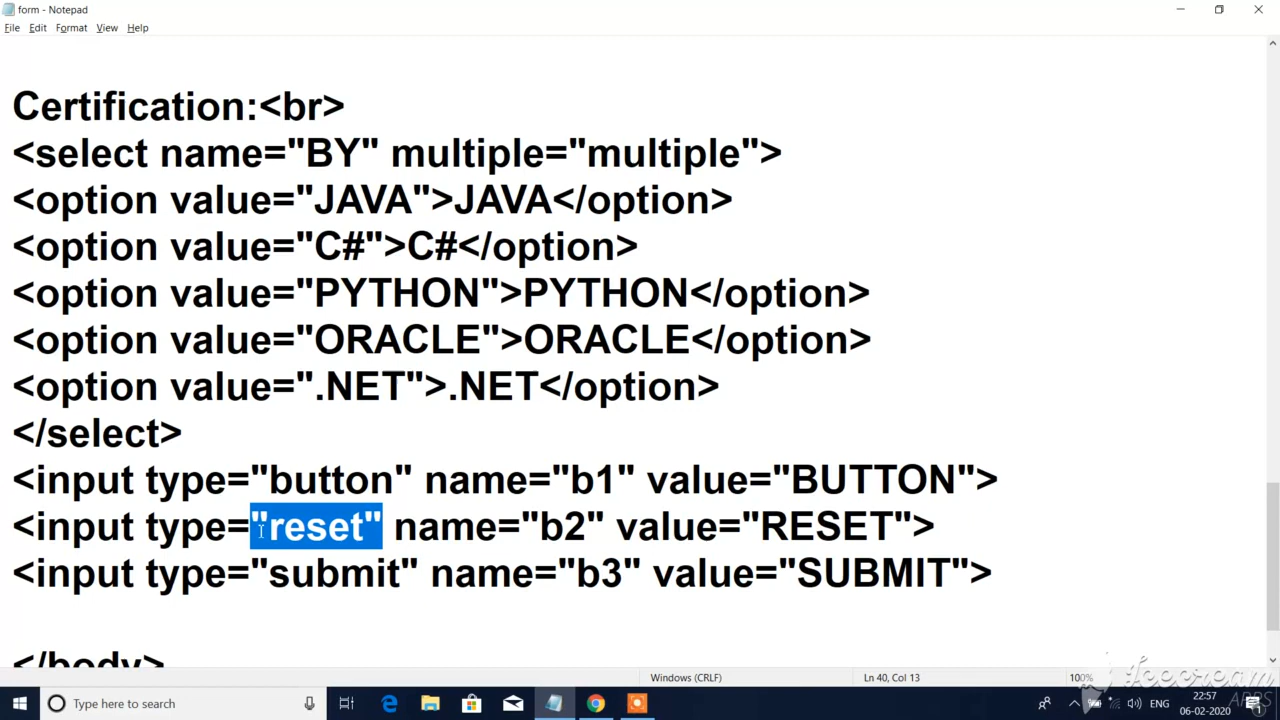 form - Notepad
File Edit Format View Help
Certification:<br>
<select name="BY" multiple="multiple">
<option value="JAVA">JAVA</option>
<option value="C#">C#</option>
<option value="PYTHON">PYTHON</option>
<option value="ORACLE">ORACLE</option>
<option value=".NET">.NET</option>
</select>
<input type="button" name="b1" value="BUTTON">
<input type="reset" name="b2" value="RESET">
<input type="submit" name="b3" value="SUBMIT">
</body>
Windows (CRLF) Ln 40, Col 13 100%
Type here to search
ENG
22:57
06-02-2020
APPS